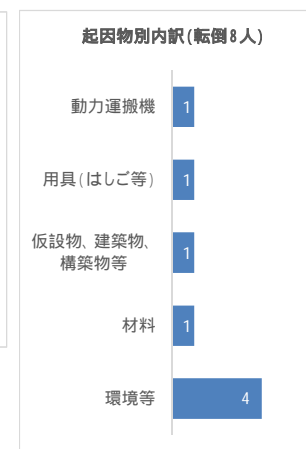 起因物別内訳(転倒8人)
動力運搬機 1
用具(はしご等) 1
仮設物、建築物、
構築物等 1
材料 1
環境等 4